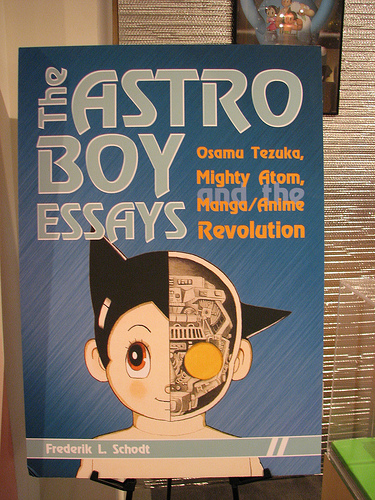 The ASTRO
BOY
ESSAYS
Osamu Tezuka,
Mighty Atom,
and the
Manga/Anime
Revolution
Frederik L. Schodt